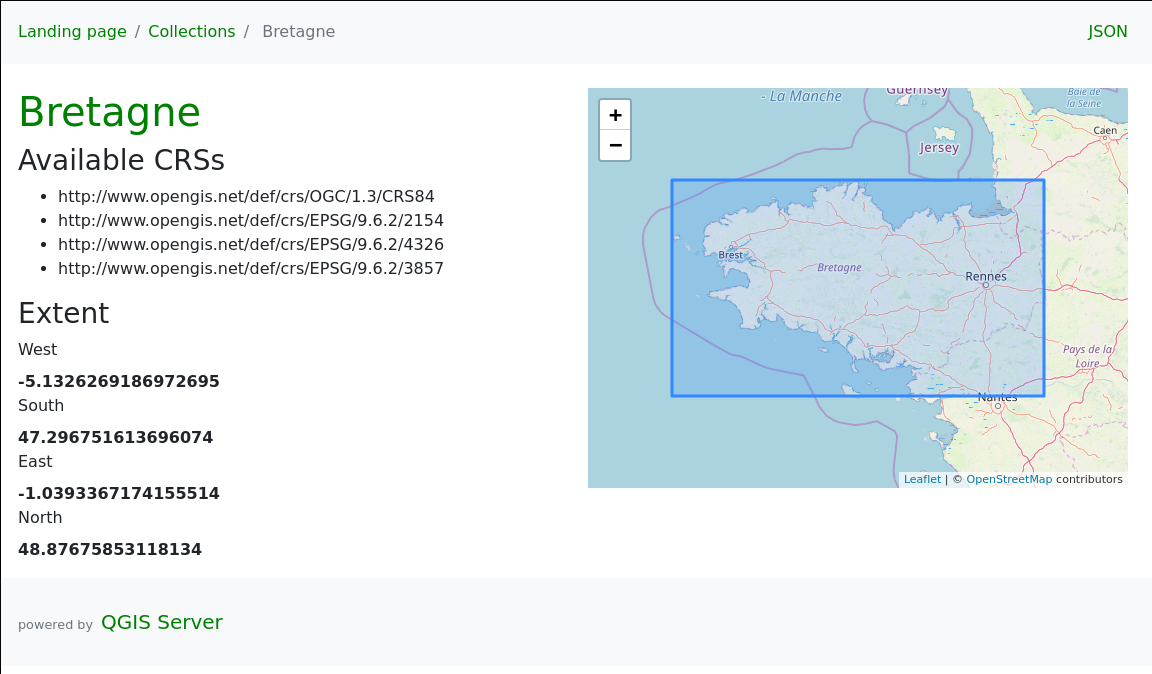 Landing page / Collections / Bretagne
JSON
Bretagne
Available CRSs
• http://www.opengis.net/def/crs/OGC/1.3/CRS84
• http://www.opengis.net/def/crs/EPSG/9.6.2/2154
• http://www.opengis.net/def/crs/EPSG/9.6.2/4326
• http://www.opengis.net/def/crs/EPSG/9.6.2/3857
Extent
West
-5.1326269186972695
South
47.296751613696074
East
-1.0393367174155514
North
48.87675853118134
+
−
- La Manche
Guernsey
Baie de
la Seine
Caen
Jersey
Brest
Bretagne
Rennes
Pays de la
Loire
Nantes
Leaflet | © OpenStreetMap contributors
powered by QGIS Server